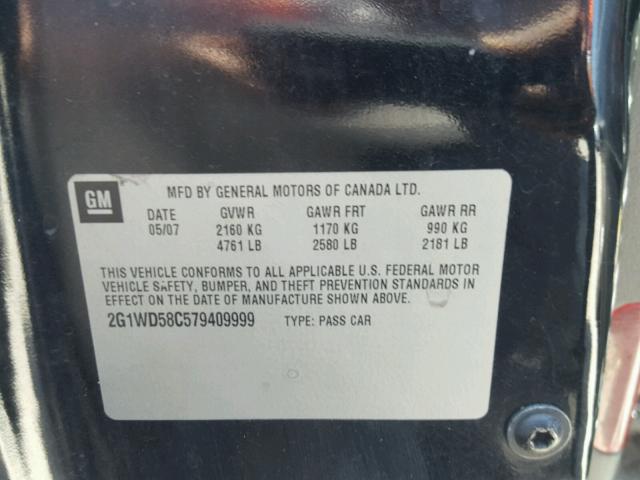 GM
MFD BY GENERAL MOTORS OF CANADA LTD.
DATE GVWR GAWR FRT GAWR RR
05/07 2160 KG 1170 KG 990 KG
4761 LB 2580 LB 2181 LB
THIS VEHICLE CONFORMS TO ALL APPLICABLE U.S. FEDERAL MOTOR
VEHICLE SAFETY, BUMPER, AND THEFT PREVENTION STANDARDS IN
EFFECT ON THE DATE OF MANUFACTURE SHOWN ABOVE.
2G1WD58C579409999 TYPE: PASS CAR